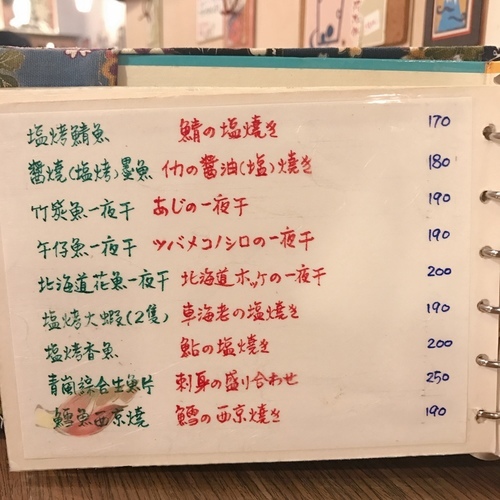 塩烤鯖魚 鯖の塩焼き 170
醬燒(塩烤)墨魚 イカの醤油(塩)焼き 180
竹筴魚一夜干 あじの一夜干 190
午仔魚一夜干 ツバメコノシロの一夜干 190
北海道花魚一夜干 北海道ホッケの一夜干 200
塩烤大蝦(2隻) 車海老の塩焼き 190
塩烤香魚 鮎の塩焼き 200
青嵐綜合生魚片 刺身の盛り合わせ 250
鱈魚西京燒 鱈の西京焼き 190